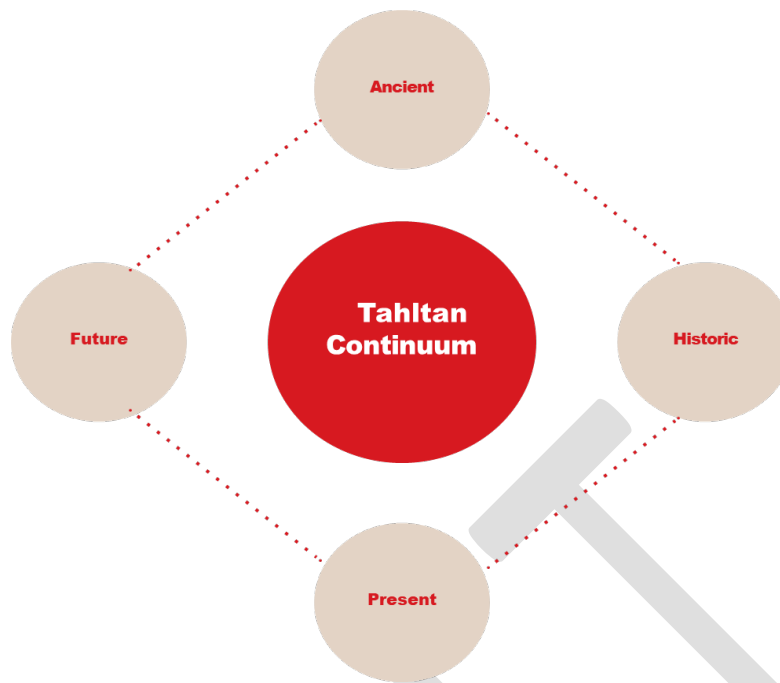 Ancient
Future
Tahltan
Continuum
Historic
Present